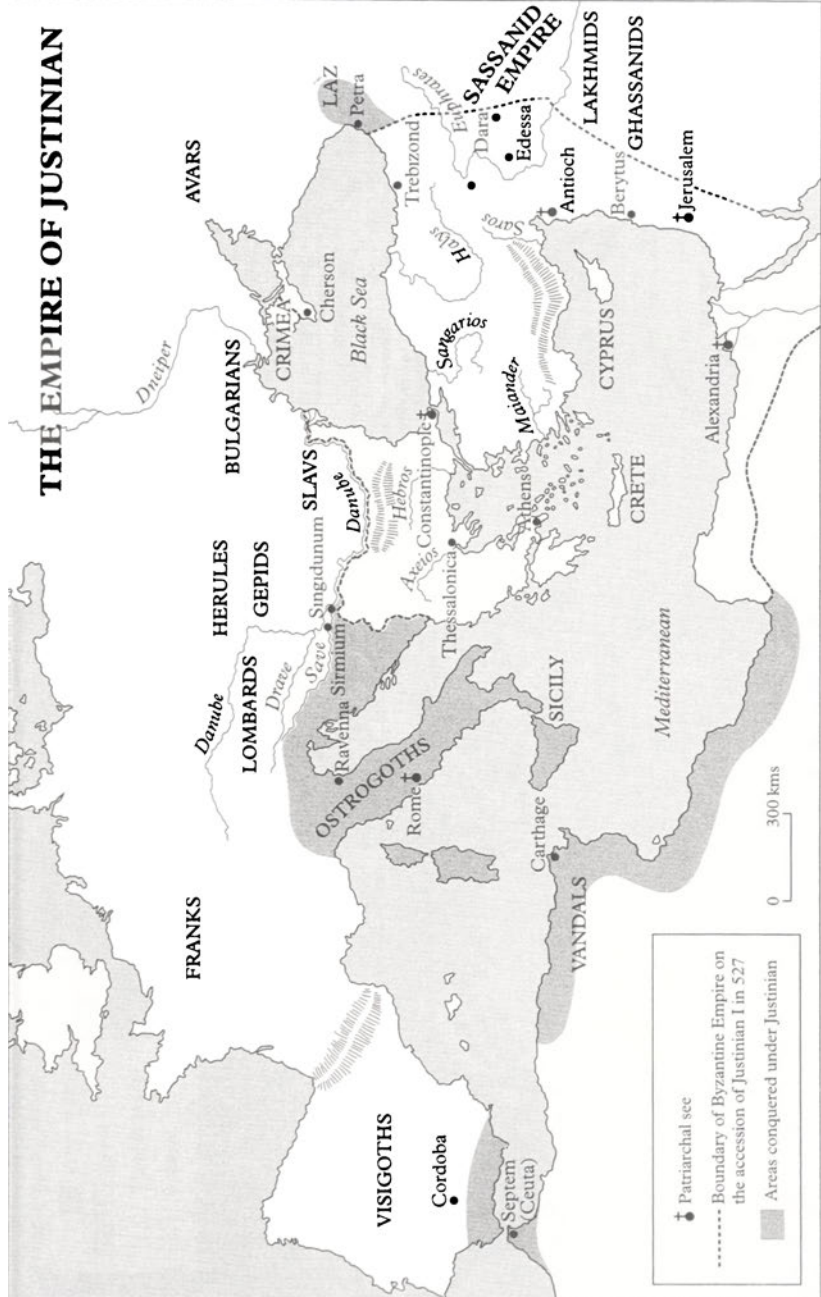 THE EMPIRE OF JUSTINIAN
AVARS
BULGARIANS
Dneiper
HERULES
GEPIDS
SLAVS
FRANKS
Danube
LOMBARDS
Drave
Save
Sirmium
Singidunum
Danube
CRIMEA
Cherson
Black Sea
LAZ
Petra
Trebizond
Euphrates
SASSANID
EMPIRE
Dara
Edessa
LAKHMIDS
GHASSANIDS
Halys
Saros
Sangarios
Maiander
Antioch
Berytus
Jerusalem
Hebros
Constantinople
Axeios
Thessalonica
Athens
CYPRUS
CRETE
Alexandria
Ravenna
OSTROGOTHS
Rome
SICILY
Mediterranean
Carthage
VANDALS
VISIGOTHS
Cordoba
Septem
(Ceuta)
0 300 kms
Patriarchal see
Boundary of Byzantine Empire on
the accession of Justinian I in 527
Areas conquered under Justinian